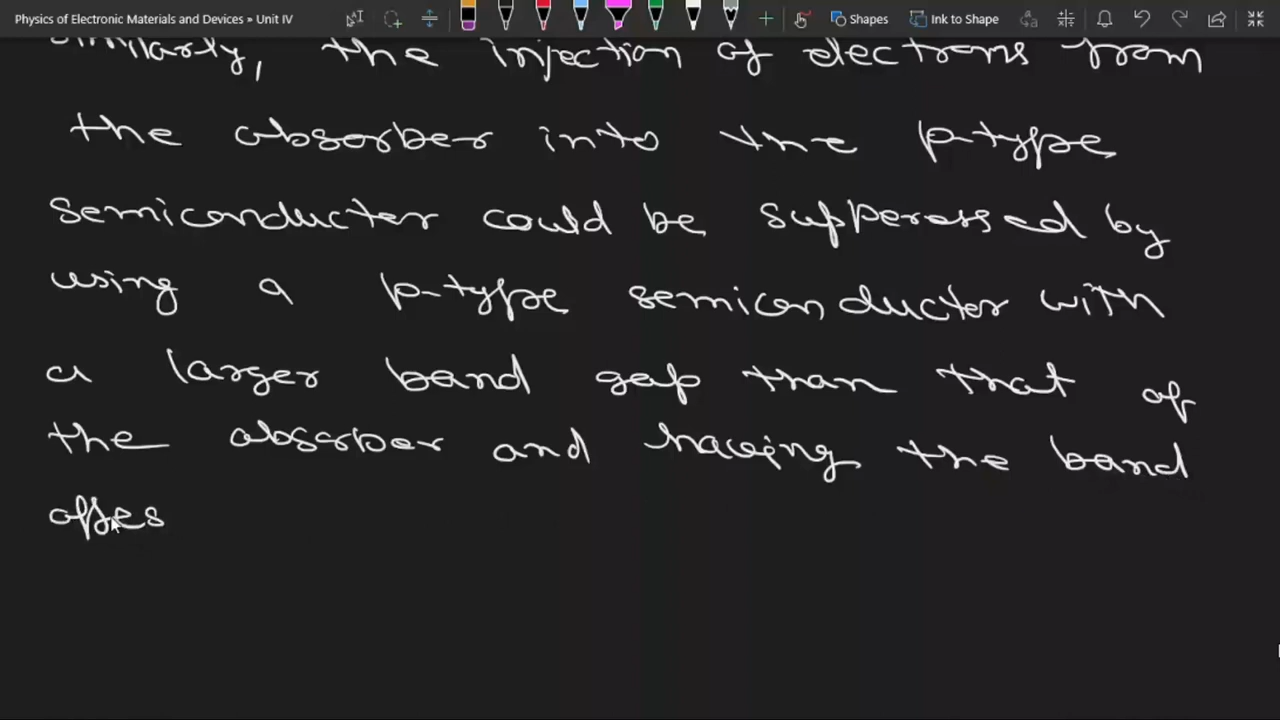 Physics of Electronic Materials and Devices » Unit IV
Shapes
Ink to Shape
similarly, the injection of electrons from
the absorber into the p-type
semiconductor could be supperessed by
using a p-type semiconductor with
a larger band gap than that of
the absorber and having the band
offses